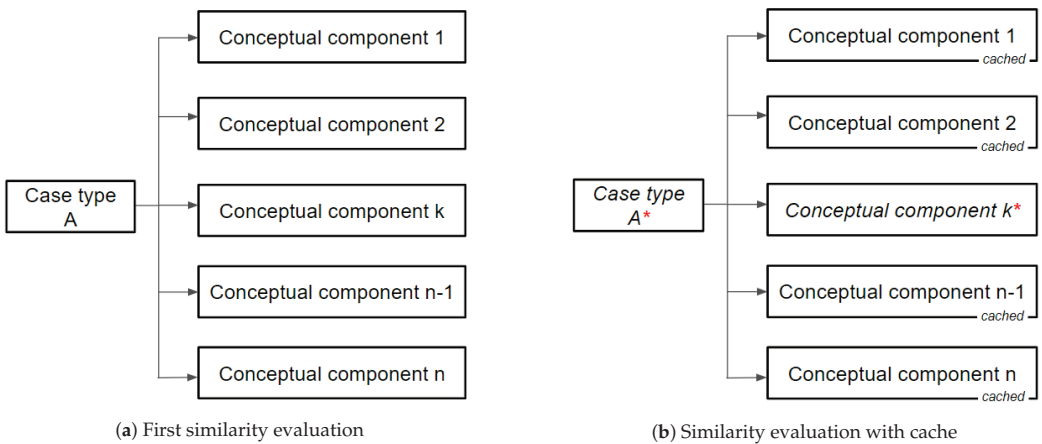 Conceptual component 1
Conceptual component 2
Case type
A
Conceptual component k
Conceptual component n-1
Conceptual component n
(a) First similarity evaluation
Conceptual component 1
cached
Conceptual component 2
cached
Case type
A*
Conceptual component k*
Conceptual component n-1
cached
Conceptual component n
cached
(b) Similarity evaluation with cache